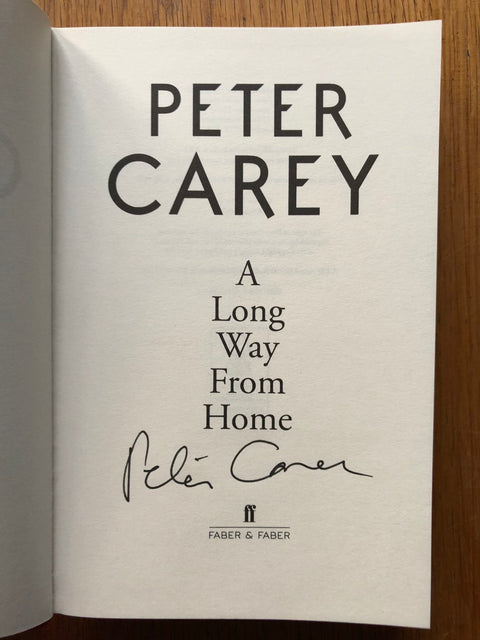 PETER
CAREY
A
Long
Way
From
Home
Peter Carey
ff
FABER & FABER